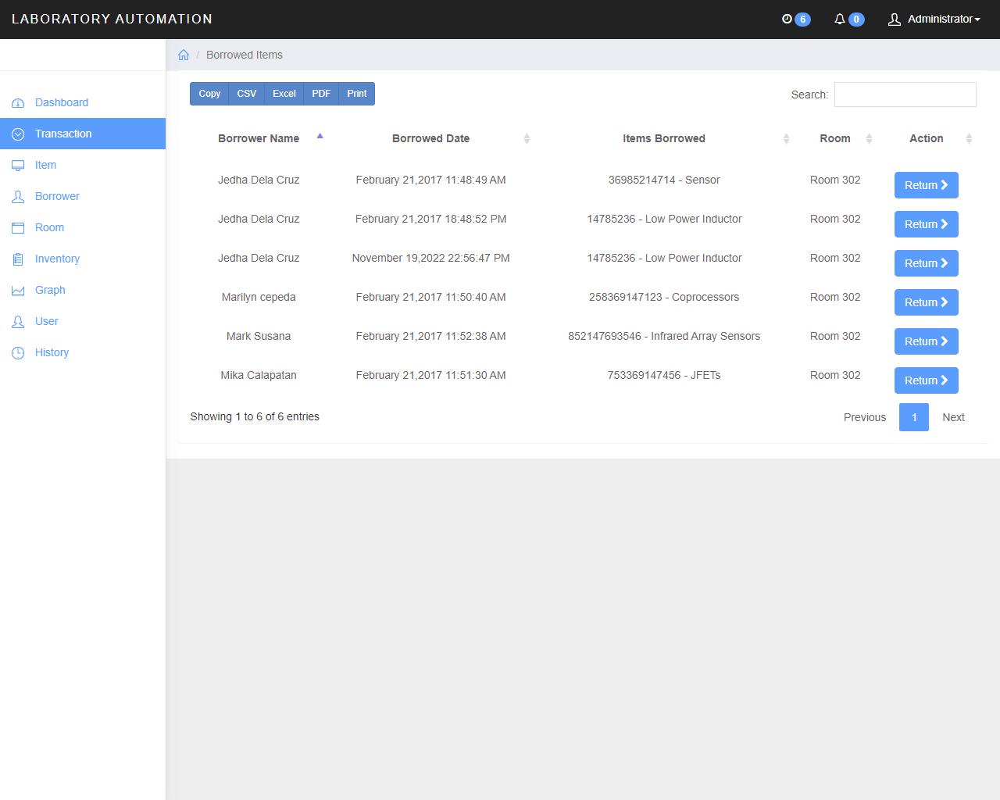 LABORATORY AUTOMATION 6 0 Administrator
/ Borrowed Items
Copy CSV Excel PDF Print Search:
Dashboard
Transaction
Item
Borrower
Room
Inventory
Graph
User
History
Borrower Name Borrowed Date Items Borrowed Room Action
Jedha Dela Cruz February 21,2017 11:48:49 AM 36985214714 - Sensor Room 302 Return
Jedha Dela Cruz February 21,2017 18:48:52 PM 14785236 - Low Power Inductor Room 302 Return
Jedha Dela Cruz November 19,2022 22:56:47 PM 14785236 - Low Power Inductor Room 302 Return
Marilyn cepeda February 21,2017 11:50:40 AM 258369147123 - Coprocessors Room 302 Return
Mark Susana February 21,2017 11:52:38 AM 852147693546 - Infrared Array Sensors Room 302 Return
Mika Calapatan February 21,2017 11:51:30 AM 753369147456 - JFETs Room 302 Return
Showing 1 to 6 of 6 entries Previous 1 Next